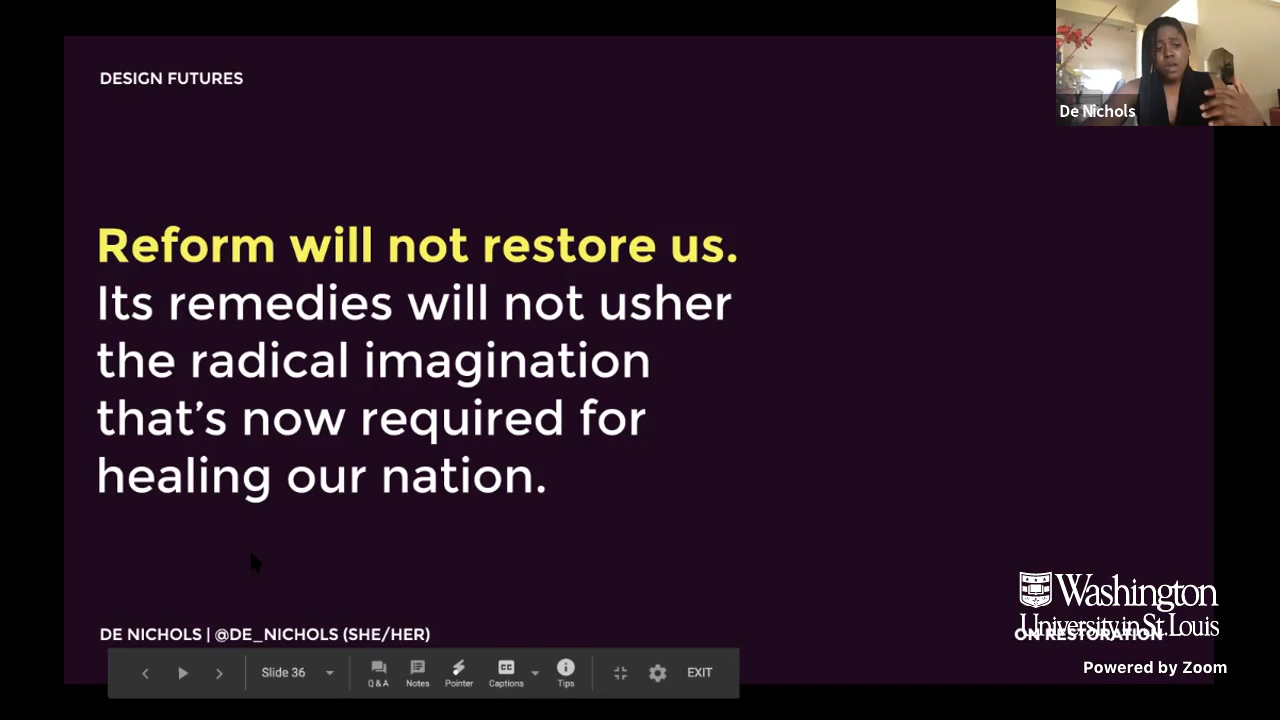 DESIGN FUTURES
De Nichols
Reform will not restore us.
Its remedies will not usher
the radical imagination
that's now required for
healing our nation.
Washington
University in St. Louis
DE NICHOLS | @DE_NICHOLS (SHE/HER)
ON RESTORATION
Powered by Zoom
Slide 36
Q & A
Notes
Pointer
CC
Captions
Tips
EXIT